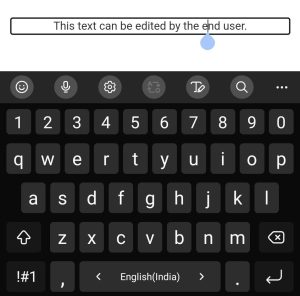 This text can be edited by the end user.
1 2 3 4 5 6 7 8 9 0
q w e r t y u i o p
a s d f g h j k l
z x c v b n m
!#1 , English(India) .